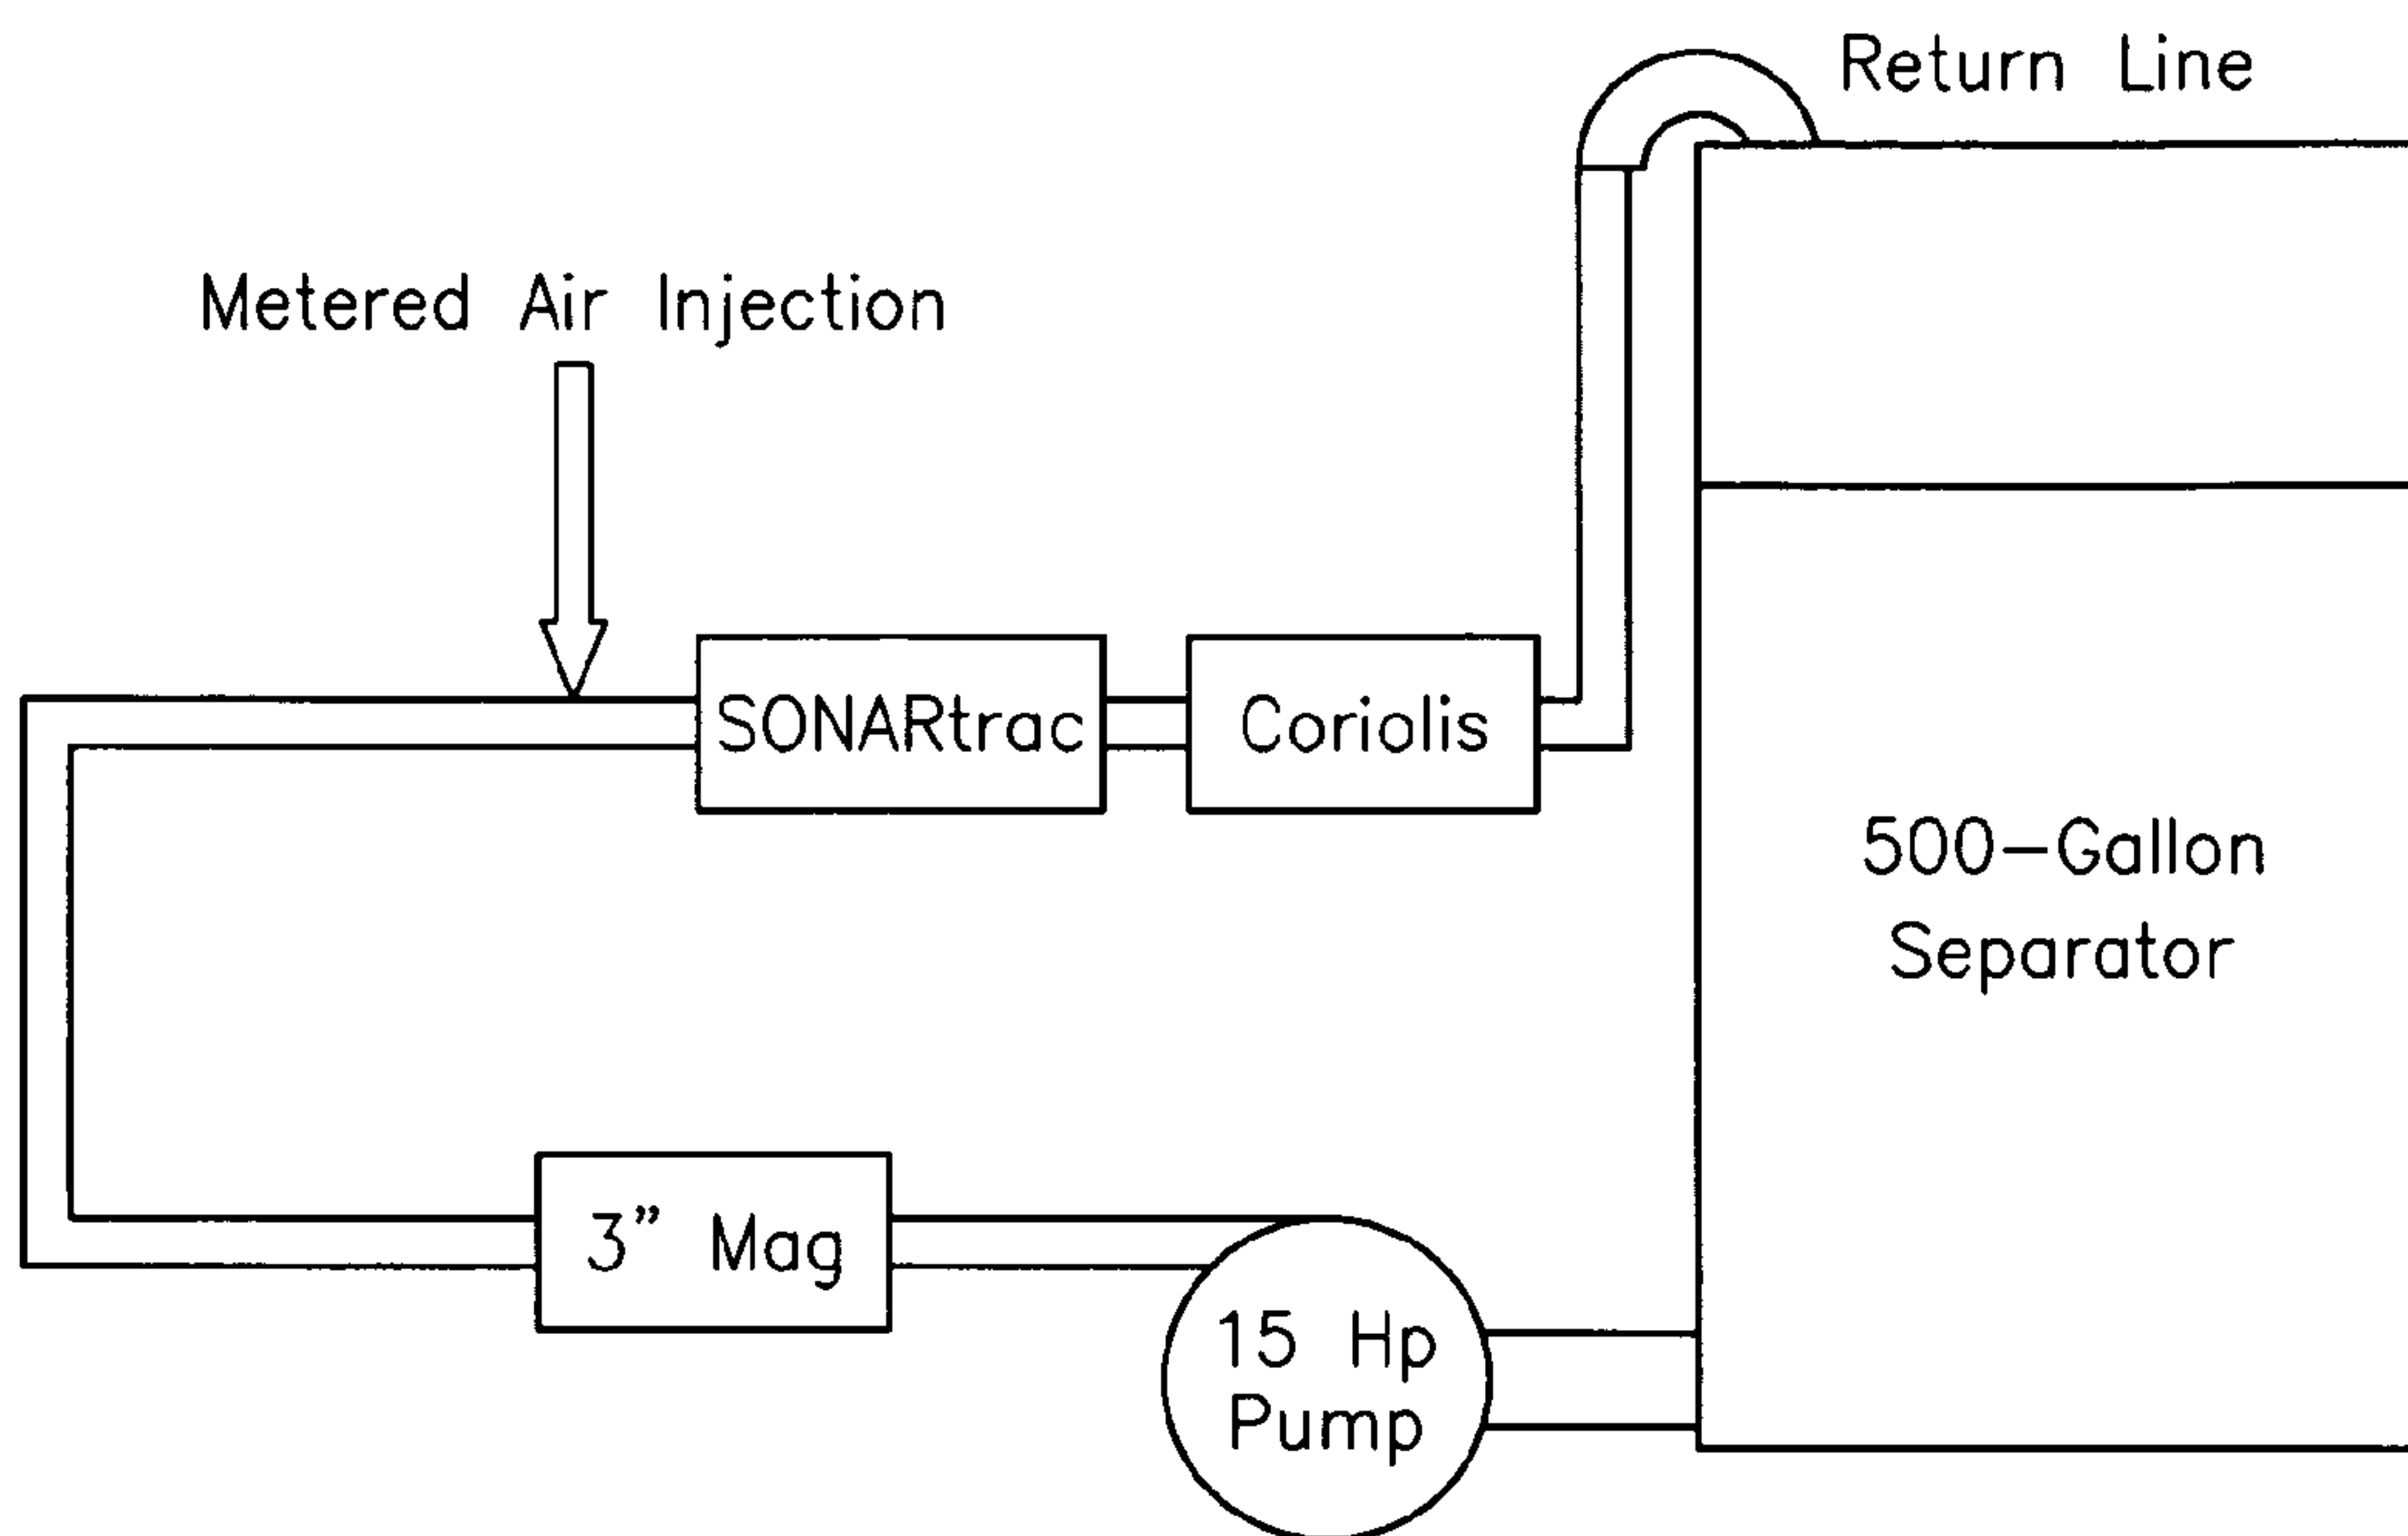 Return Line
Metered Air Injection
SONARtrac
Coriolis
500-Gallon
Separator
3” Mag
15 Hp
Pump